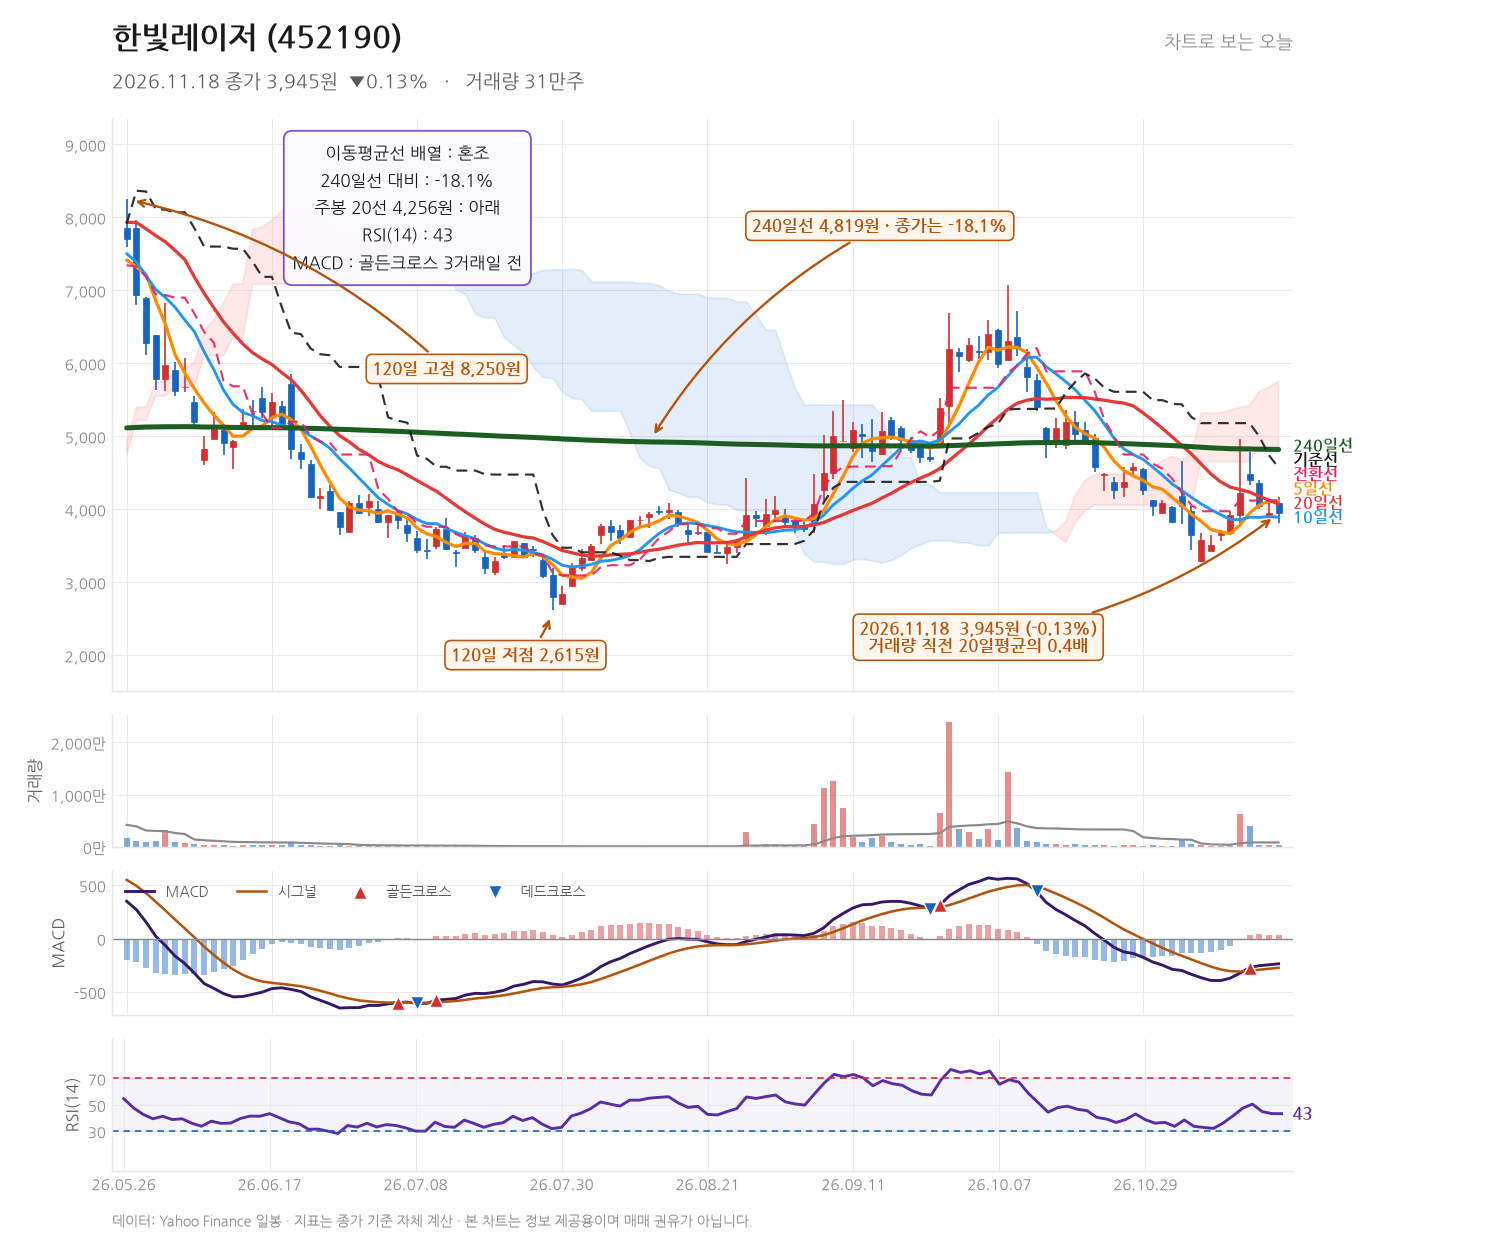 한빛레이저 (452190)
차트로 보는 오늘
2026.11.18 종가 3,945원 ▼0.13% · 거래량 31만주
9,000
8,000
7,000
6,000
5,000
4,000
3,000
2,000
이동평균선 배열 : 혼조
240일선 대비 : -18.1%
주봉 20선 4,256원 : 아래
RSI(14) : 43
MACD : 골든크로스 3거래일 전
240일선 4,819원 · 종가는 -18.1%
120일 고점 8,250원
120일 저점 2,615원
2026.11.18 3,945원 (-0.13%)
거래량 직전 20일평균의 0.4배
240일선
기준선
전환선
5일선
20일선
10일선
거래량
2,000만
1,000만
0만
MACD
500
0
-500
MACD
시그널
골든크로스
데드크로스
RSI(14)
70
50
30
43
26.05.26
26.06.17
26.07.08
26.07.30
26.08.21
26.09.11
26.10.07
26.10.29
데이터: Yahoo Finance 일봉 · 지표는 종가 기준 자체 계산 · 본 차트는 정보 제공용이며 매매 권유가 아닙니다.